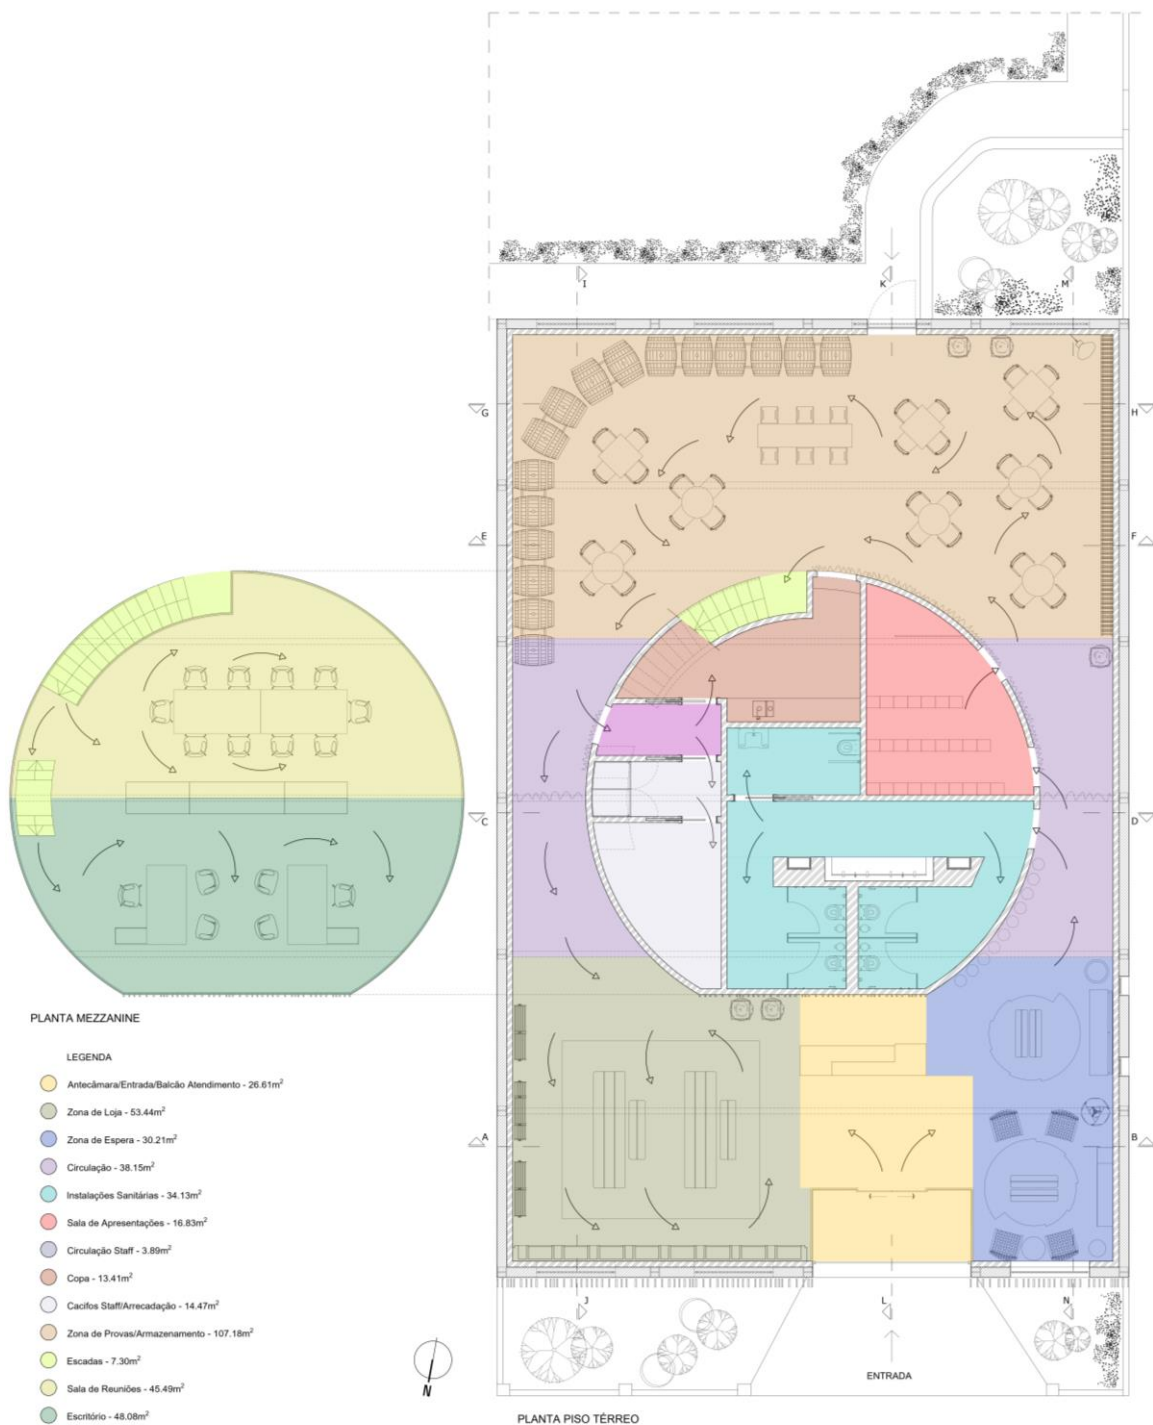 I
K
M
G
H
E
F
C
D
PLANTA MEZZANINE
LEGENDA
Antecâmara/Entrada/Balcão Atendimento - 26.61m²
Zona de Loja - 53.44m²
Zona de Espera - 30.21m²
Circulação - 38.15m²
Instalações Sanitárias - 34.13m²
Sala de Apresentações - 16.83m²
Circulação Staff - 3.89m²
Copa - 13.41m²
Cacifos Staff/Arrecadação - 14.47m²
Zona de Provas/Armazenamento - 107.18m²
Escadas - 7.30m²
Sala de Reuniões - 45.49m²
Escritório - 48.08m²
A
B
J
L
N
N
ENTRADA
PLANTA PISO TÉRREO